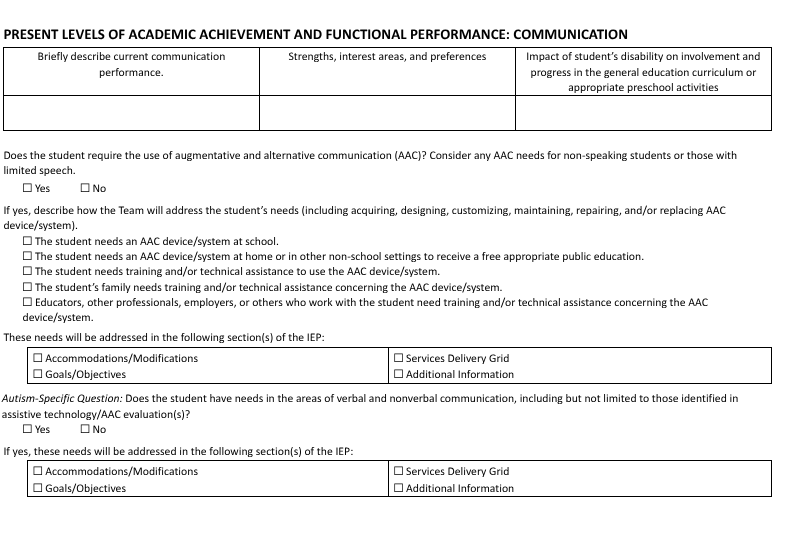 PRESENT LEVELS OF ACADEMIC ACHIEVEMENT AND FUNCTIONAL PERFORMANCE: COMMUNICATION
Briefly describe current communication
performance.
Strengths, interest areas, and preferences
Impact of student's disability on involvement and
progress in the general education curriculum or
appropriate preschool activities
Does the student require the use of augmentative and alternative communication (AAC)? Consider any AAC needs for non-speaking students or those with
limited speech.
☐ Yes ☐ No
If yes, describe how the Team will address the student's needs (including acquiring, designing, customizing, maintaining, repairing, and/or replacing AAC
device/system).
☐ The student needs an AAC device/system at school.
☐ The student needs an AAC device/system at home or in other non-school settings to receive a free appropriate public education.
☐ The student needs training and/or technical assistance to use the AAC device/system.
☐ The student's family needs training and/or technical assistance concerning the AAC device/system.
☐ Educators, other professionals, employers, or others who work with the student need training and/or technical assistance concerning the AAC
device/system.
These needs will be addressed in the following section(s) of the IEP:
☐ Accommodations/Modifications
☐ Goals/Objectives
☐ Services Delivery Grid
☐ Additional Information
Autism-Specific Question: Does the student have needs in the areas of verbal and nonverbal communication, including but not limited to those identified in
assistive technology/AAC evaluation(s)?
☐ Yes ☐ No
If yes, these needs will be addressed in the following section(s) of the IEP:
☐ Accommodations/Modifications
☐ Goals/Objectives
☐ Services Delivery Grid
☐ Additional Information